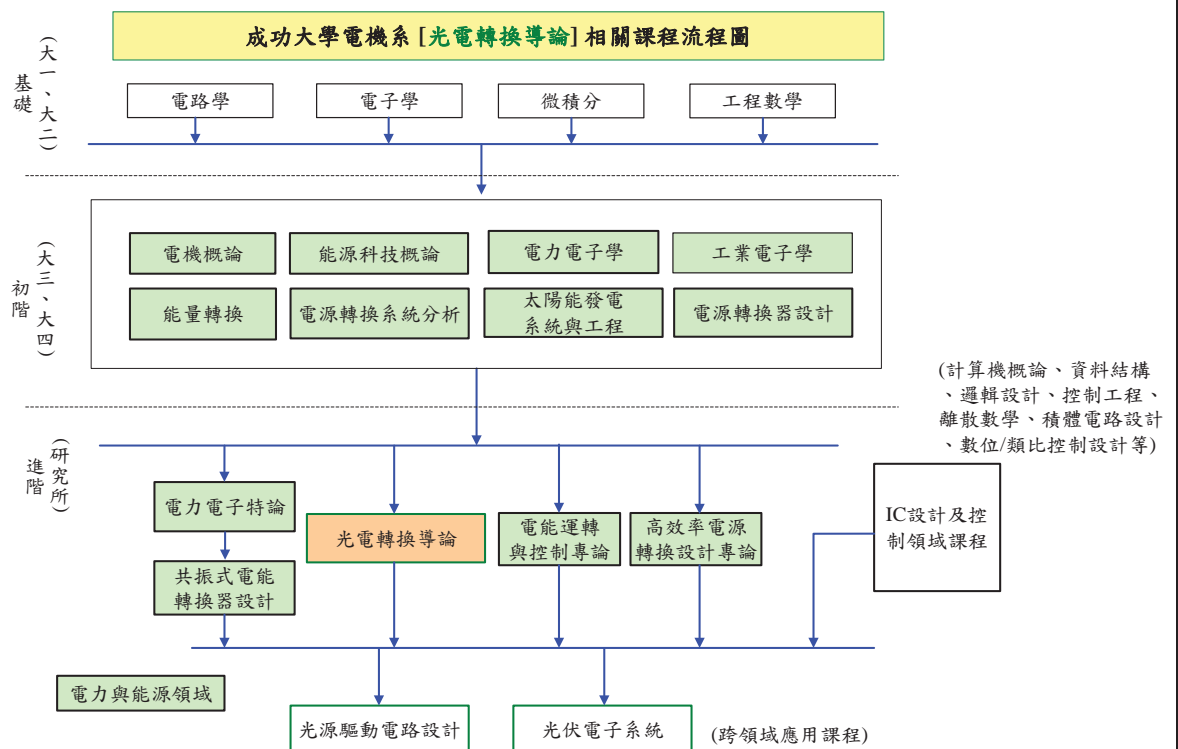 成功大學電機系 [光電轉換導論] 相關課程流程圖
(大一、大二)
基礎
電路學
電子學
微積分
工程數學
(大三、大四)
初階
電機概論
能源科技概論
電力電子學
工業電子學
能量轉換
電源轉換系統分析
太陽能發電
系統與工程
電源轉換器設計
(計算機概論、資料結構
、邏輯設計、控制工程、
離散數學、積體電路設計
、數位/類比控制設計等)
(研究所)
進階
電力電子特論
光電轉換導論
電能運轉
與控制專論
高效率電源
轉換設計專論
IC設計及控
制領域課程
共振式電能
轉換器設計
電力與能源領域
光源驅動電路設計
光伏電子系統
(跨領域應用課程)